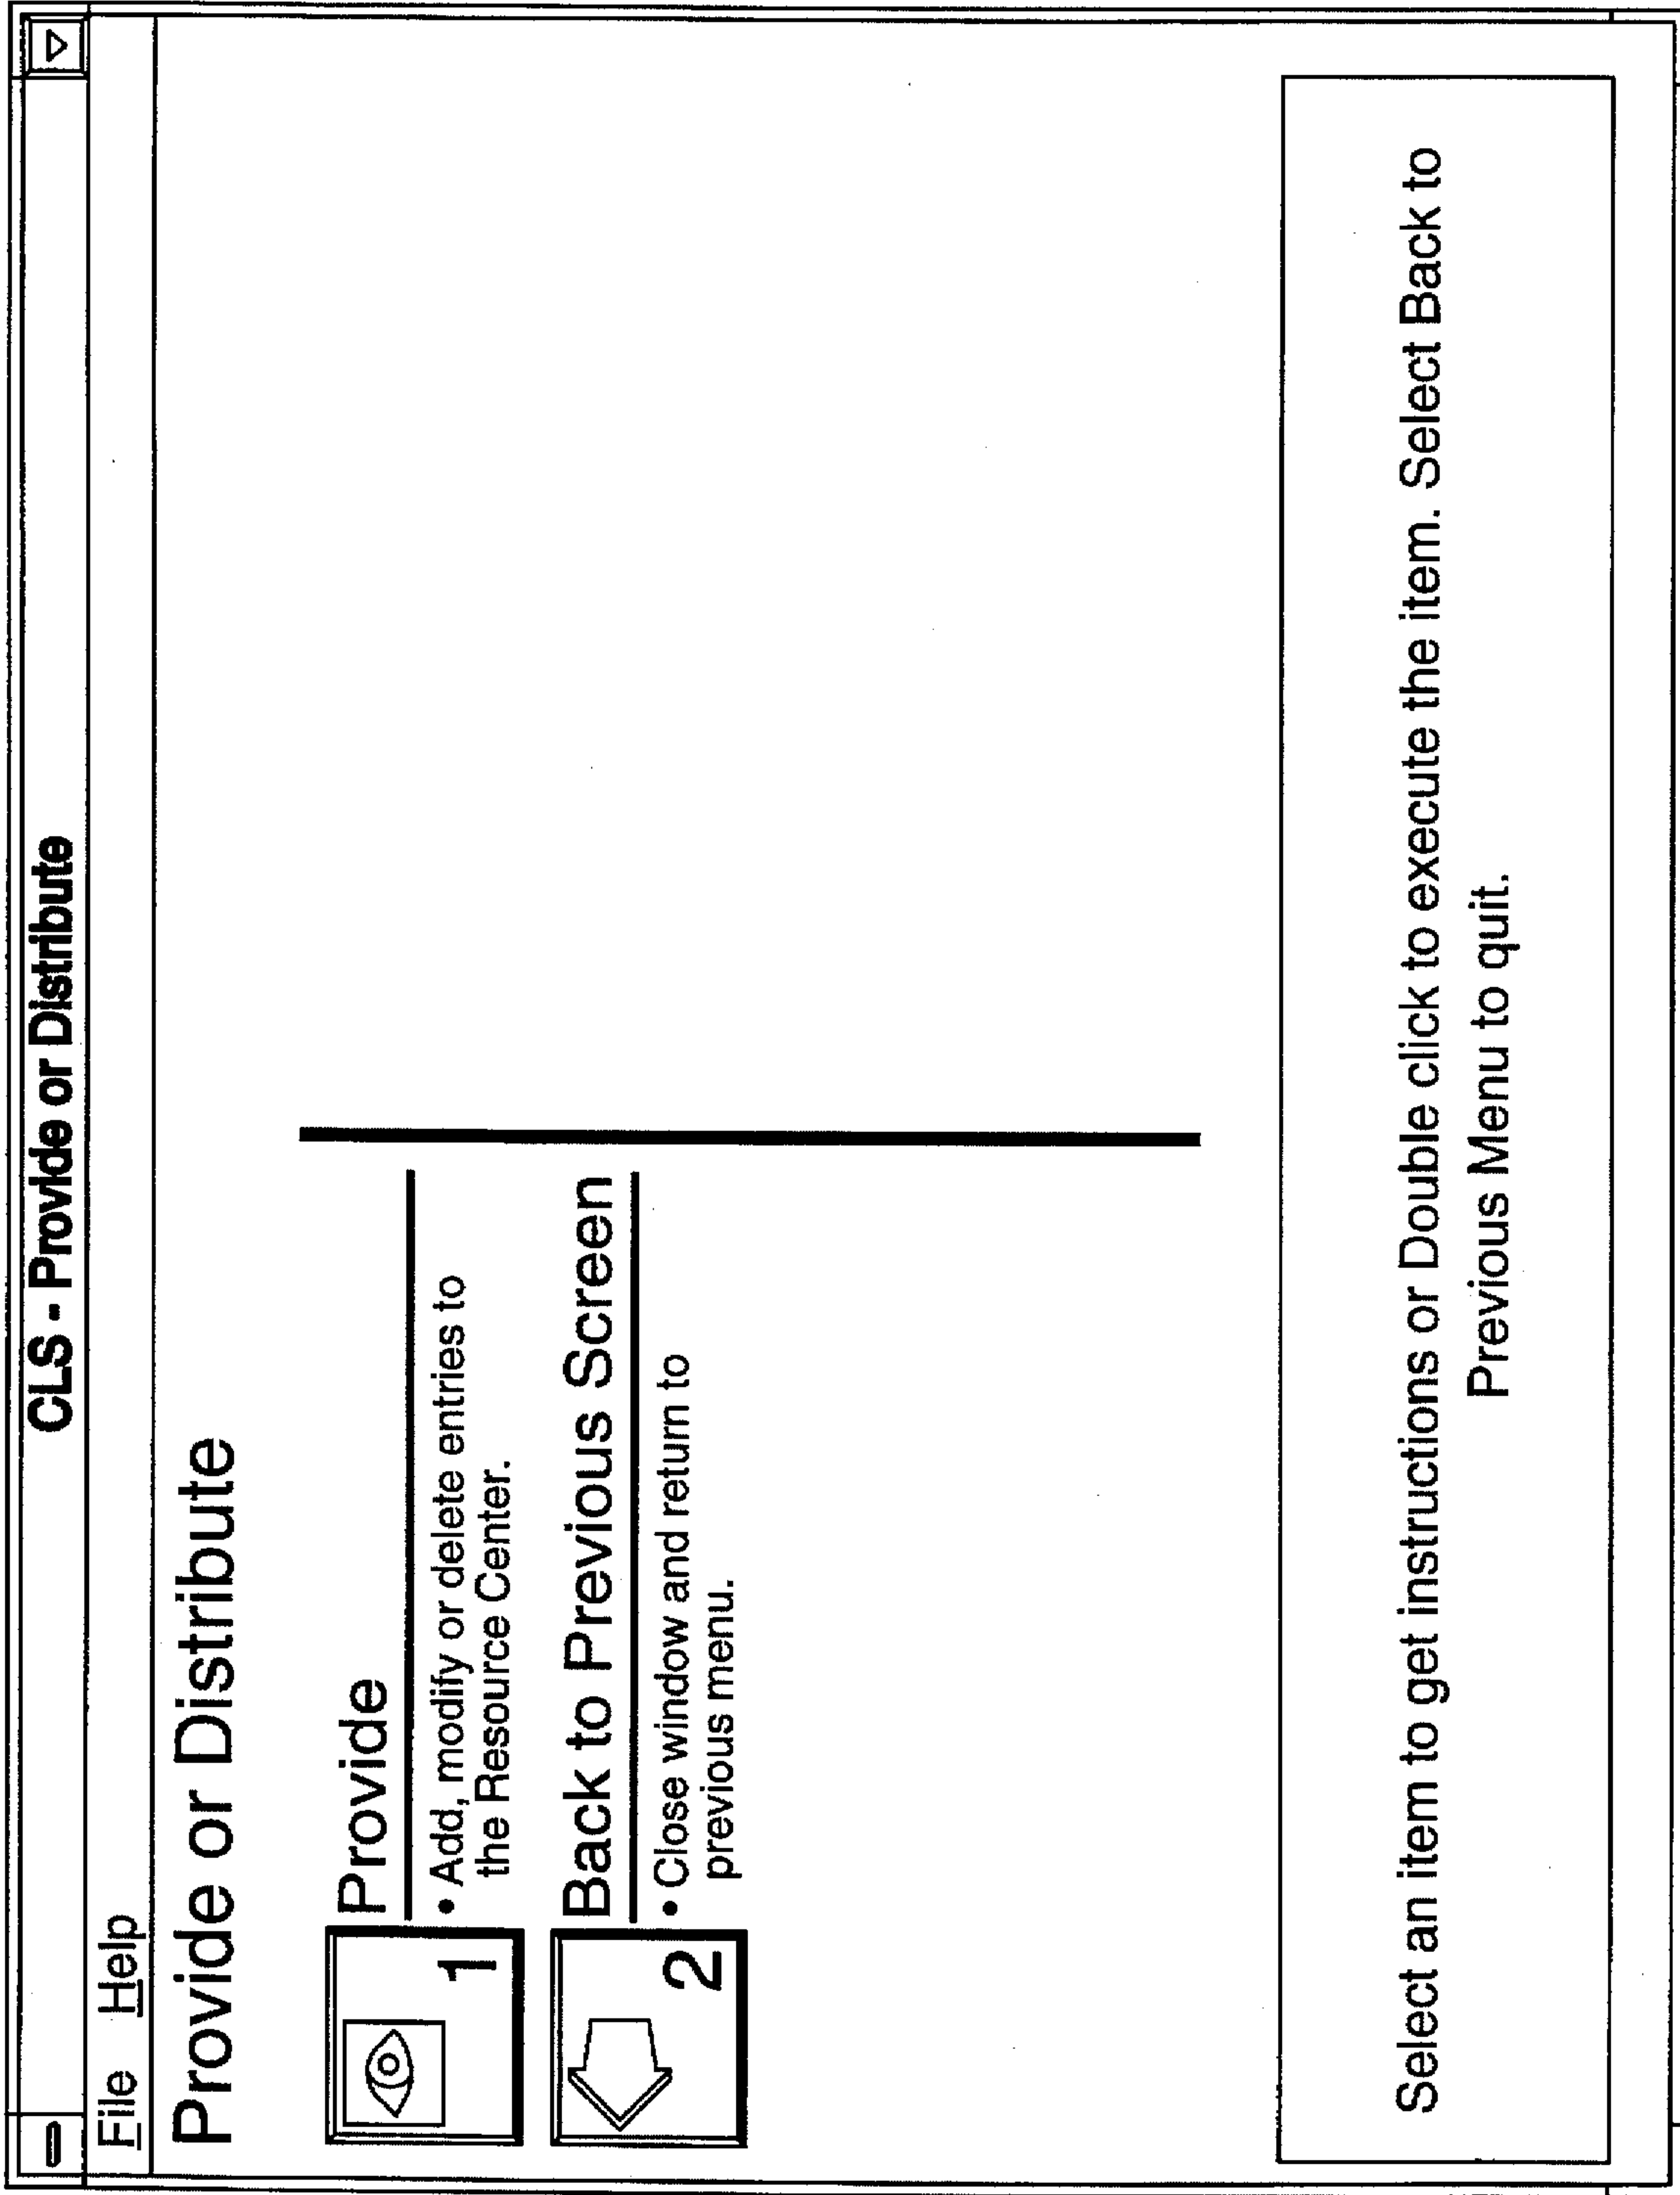 CLS - Provide or Distribute
File Help
Provide or Distribute
1
Provide
• Add, modify or delete entries to
the Resource Center.
2
Back to Previous Screen
• Close window and return to
previous menu.
Select an item to get instructions or Double click to execute the item. Select Back to
Previous Menu to quit.